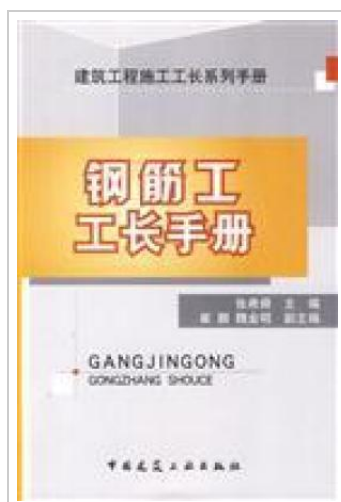 建筑工程施工工长系列手册
钢筋工
工长手册
主 编
副主编
GANGJINGONG
GONGZHANG SHOUCE
中国建筑工业出版社